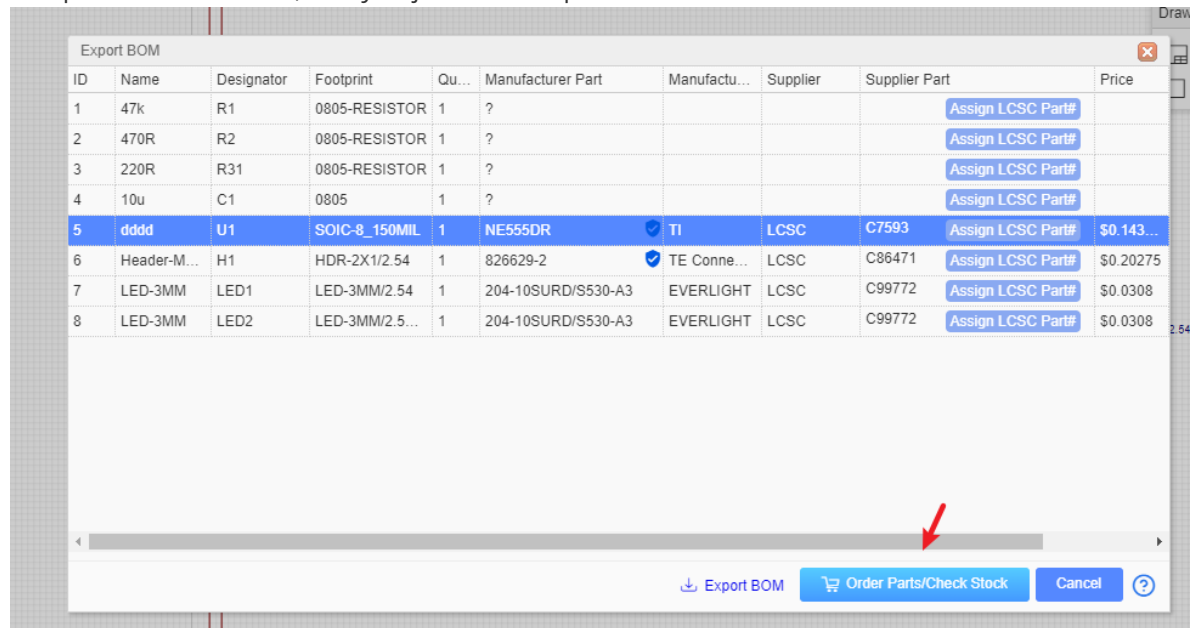 Draw
Export BOM
ID Name Designator Footprint Qu... Manufacturer Part Manufactu... Supplier Supplier Part Price
1 47k R1 0805-RESISTOR 1 ? Assign LCSC Part#
2 470R R2 0805-RESISTOR 1 ? Assign LCSC Part#
3 220R R31 0805-RESISTOR 1 ? Assign LCSC Part#
4 10u C1 0805 1 ? Assign LCSC Part#
5 dddd U1 SOIC-8_150MIL 1 NE555DR TI LCSC C7593 Assign LCSC Part# $0.143...
6 Header-M... H1 HDR-2X1/2.54 1 826629-2 TE Conne... LCSC C86471 Assign LCSC Part# $0.20275
7 LED-3MM LED1 LED-3MM/2.54 1 204-10SURD/S530-A3 EVERLIGHT LCSC C99772 Assign LCSC Part# $0.0308
8 LED-3MM LED2 LED-3MM/2.5... 1 204-10SURD/S530-A3 EVERLIGHT LCSC C99772 Assign LCSC Part# $0.0308
2.54
Export BOM Order Parts/Check Stock Cancel ?